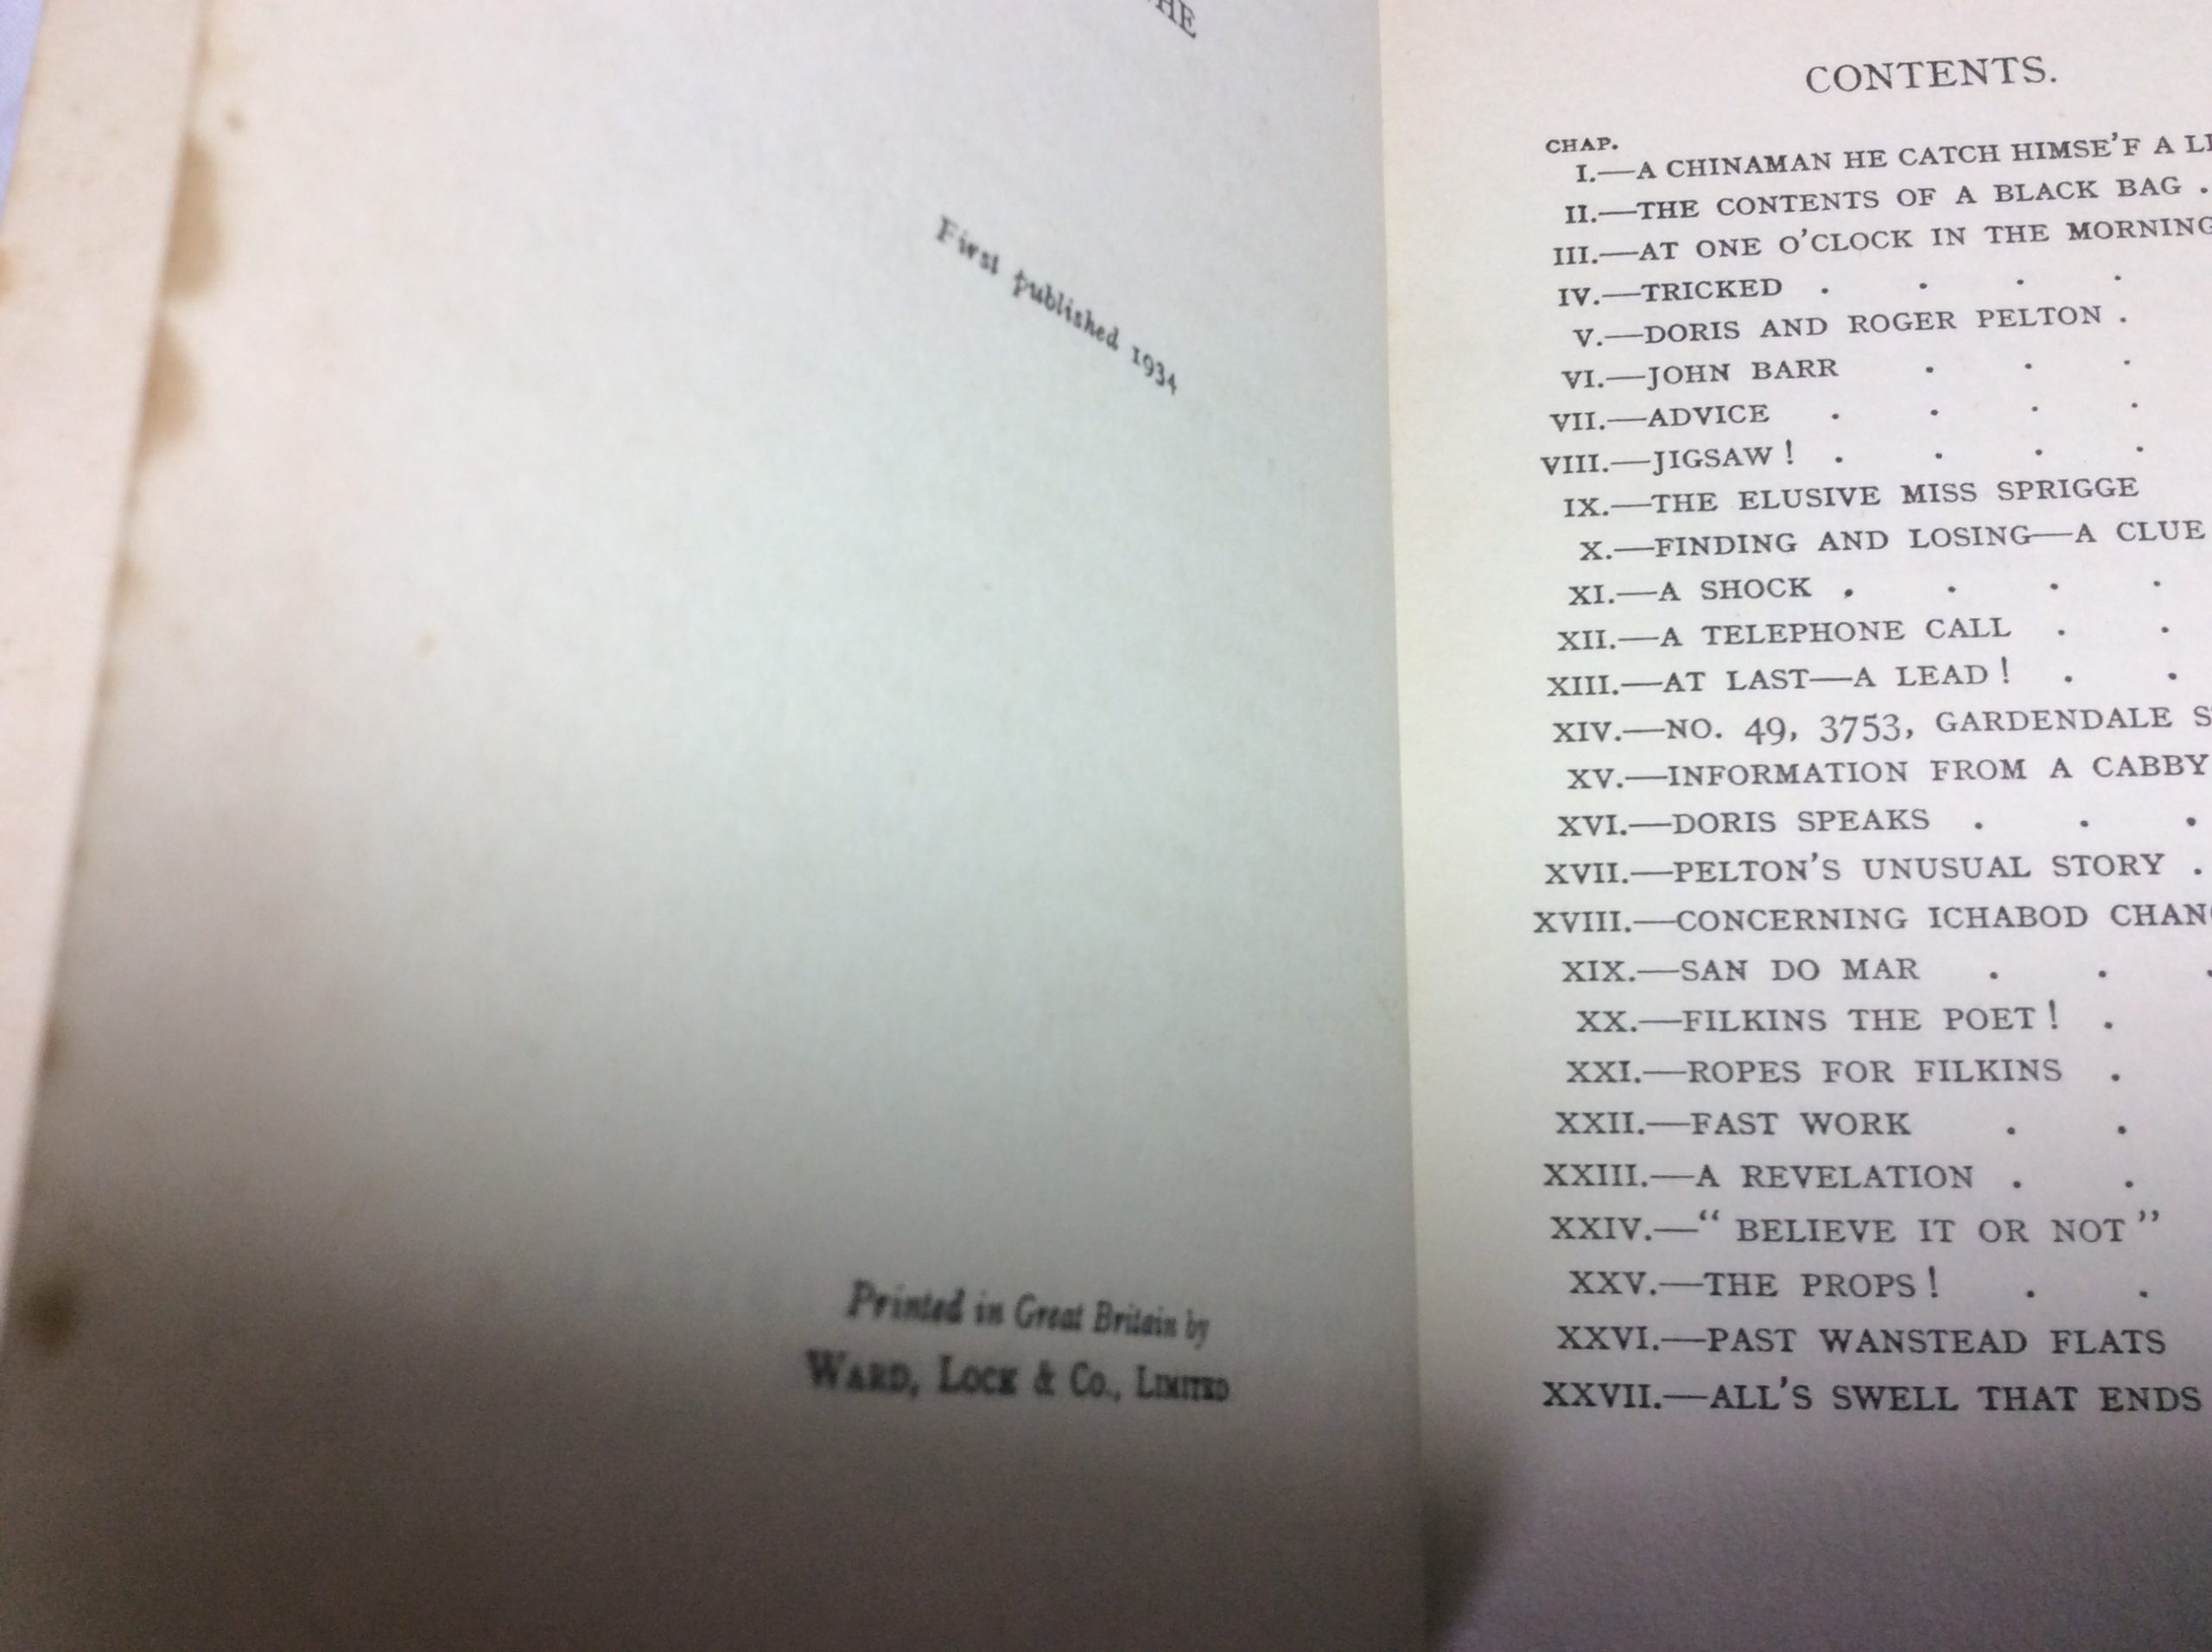 HE
First published 1934
Printed in Great Britain by
WARD, LOCK & CO., LIMITED
CONTENTS.
CHAP.
I.—A CHINAMAN HE CATCH HIMSE'F A
II.—THE CONTENTS OF A BLACK BAG .
III.—AT ONE O'CLOCK IN THE MORNING
IV.—TRICKED . . . .
V.—DORIS AND ROGER PELTON .
VI.—JOHN BARR . . .
VII.—ADVICE . . . .
VIII.—JIGSAW ! . . . .
IX.—THE ELUSIVE MISS SPRIGGE
X.—FINDING AND LOSING—A CLUE
XI.—A SHOCK . . . .
XII.—A TELEPHONE CALL . .
XIII.—AT LAST—A LEAD ! . .
XIV.—NO. 49, 3753, GARDENDALE
XV.—INFORMATION FROM A CABBY
XVI.—DORIS SPEAKS . . .
XVII.—PELTON'S UNUSUAL STORY .
XVIII.—CONCERNING ICHABOD CHAN
XIX.—SAN DO MAR . . .
XX.—FILKINS THE POET ! .
XXI.—ROPES FOR FILKINS .
XXII.—FAST WORK . .
XXIII.—A REVELATION . .
XXIV.—“ BELIEVE IT OR NOT ”
XXV.—THE PROPS ! . .
XXVI.—PAST WANSTEAD FLATS
XXVII.—ALL'S SWELL THAT ENDS